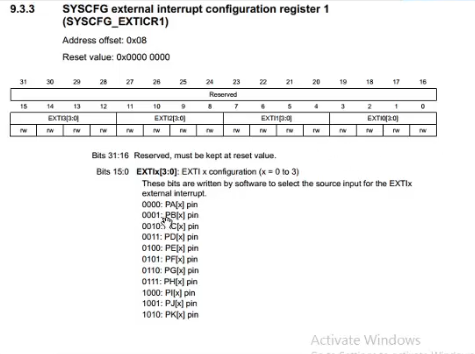 9.3.3 SYSCFG external interrupt configuration register 1
(SYSCFG_EXTICR1)
Address offset: 0x08
Reset value: 0x0000 0000
31 30 29 28 27 26 25 24 23 22 21 20 19 18 17 16
Reserved
15 14 13 12 11 10 9 8 7 6 5 4 3 2 1 0
EXTI3[3:0] EXTI2[3:0] EXTI1[3:0] EXTI0[3:0]
rw rw rw rw rw rw rw rw rw rw rw rw rw rw rw rw
Bits 31:16 Reserved, must be kept at reset value.
Bits 15:0 EXTIx[3:0]: EXTI x configuration (x = 0 to 3)
These bits are written by software to select the source input for the EXTIx
external interrupt.
0000: PA[x] pin
0001: PB[x] pin
0010: C[x] pin
0011: PD[x] pin
0100: PE[x] pin
0101: PF[x] pin
0110: PG[x] pin
0111: PH[x] pin
1000: PI[x] pin
1001: PJ[x] pin
1010: PK[x] pin
Activate Windows